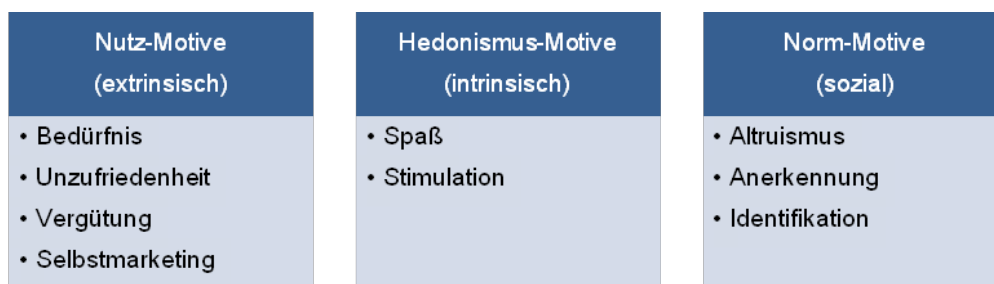 Nutz-Motive
(extrinsisch)
• Bedürfnis
• Unzufriedenheit
• Vergütung
• Selbstmarketing
Hedonismus-Motive
(intrinsisch)
• Spaß
• Stimulation
Norm-Motive
(sozial)
• Altruismus
• Anerkennung
• Identifikation